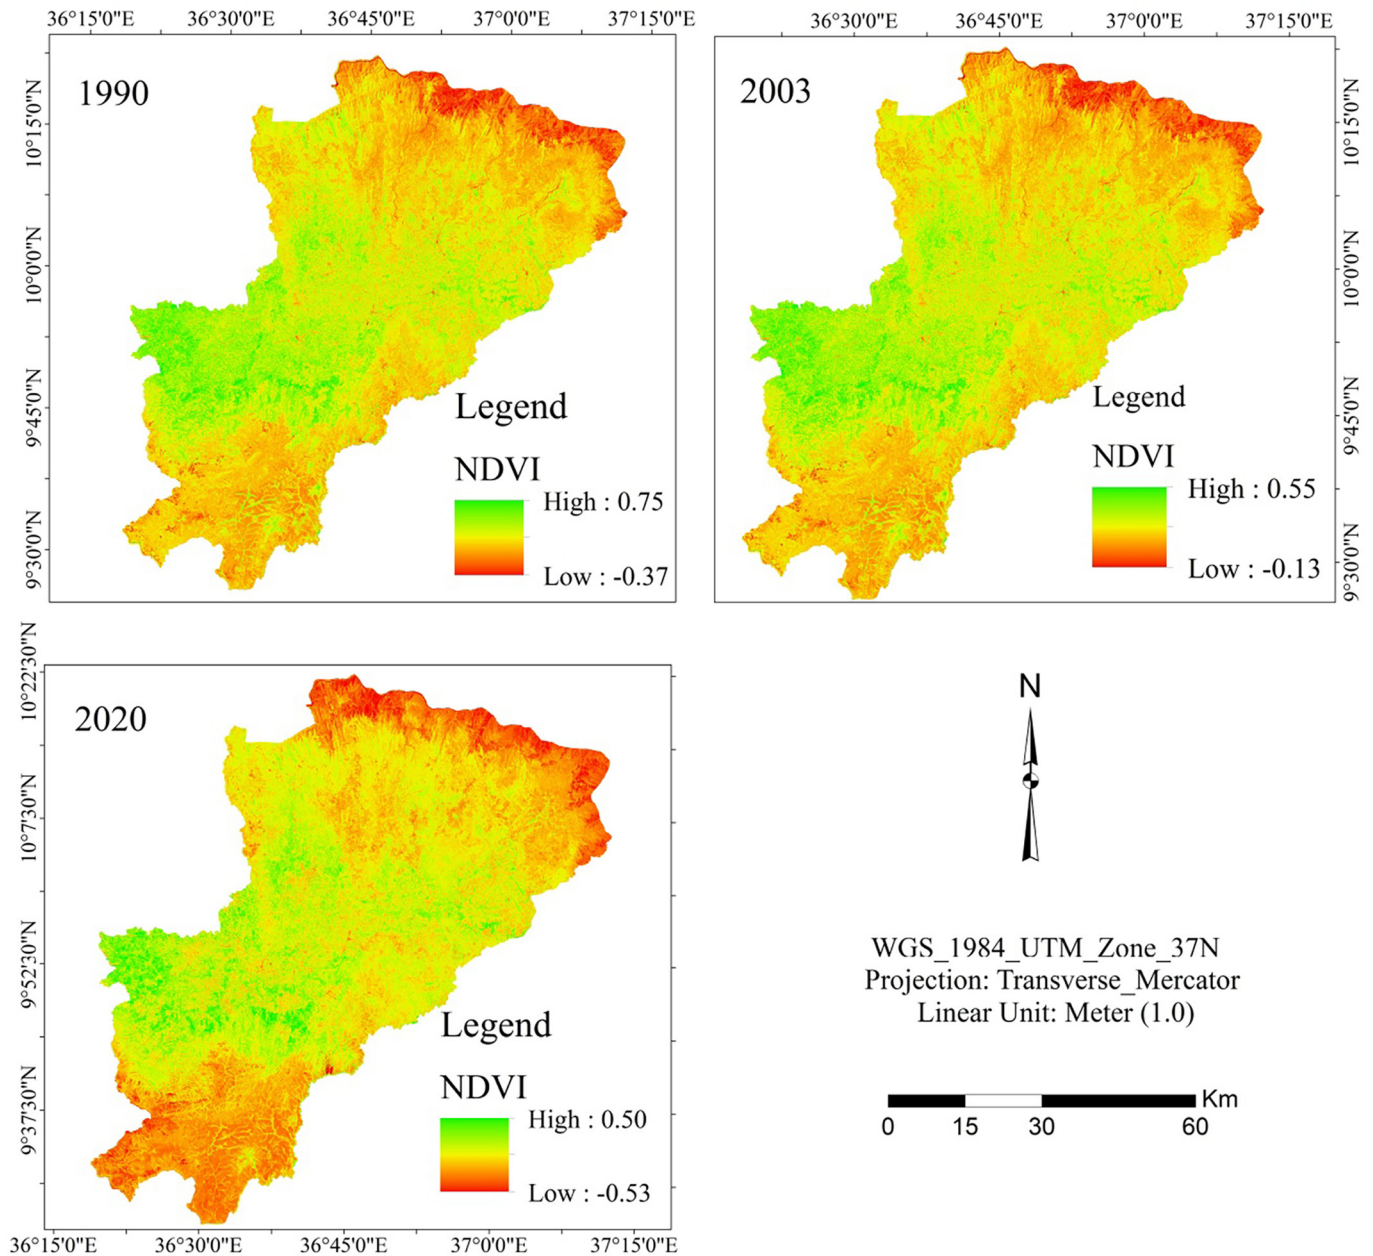 36°15'0"E 36°30'0"E 36°45'0"E 37°0'0"E 37°15'0"E
1990
10°15'0"N
10°0'0"N
9°45'0"N
9°30'0"N
Legend
NDVI
High : 0.75
Low : -0.37
36°30'0"E 36°45'0"E 37°0'0"E 37°15'0"E
2003
10°15'0"N
10°0'0"N
9°45'0"N
9°30'0"N
Legend
NDVI
High : 0.55
Low : -0.13
2020
10°22'30"N
10°7'30"N
9°52'30"N
9°37'30"N
Legend
NDVI
High : 0.50
Low : -0.53
36°15'0"E 36°30'0"E 36°45'0"E 37°0'0"E 37°15'0"E
N
WGS_1984_UTM_Zone_37N
Projection: Transverse_Mercator
Linear Unit: Meter (1.0)
Km
0 15 30 60